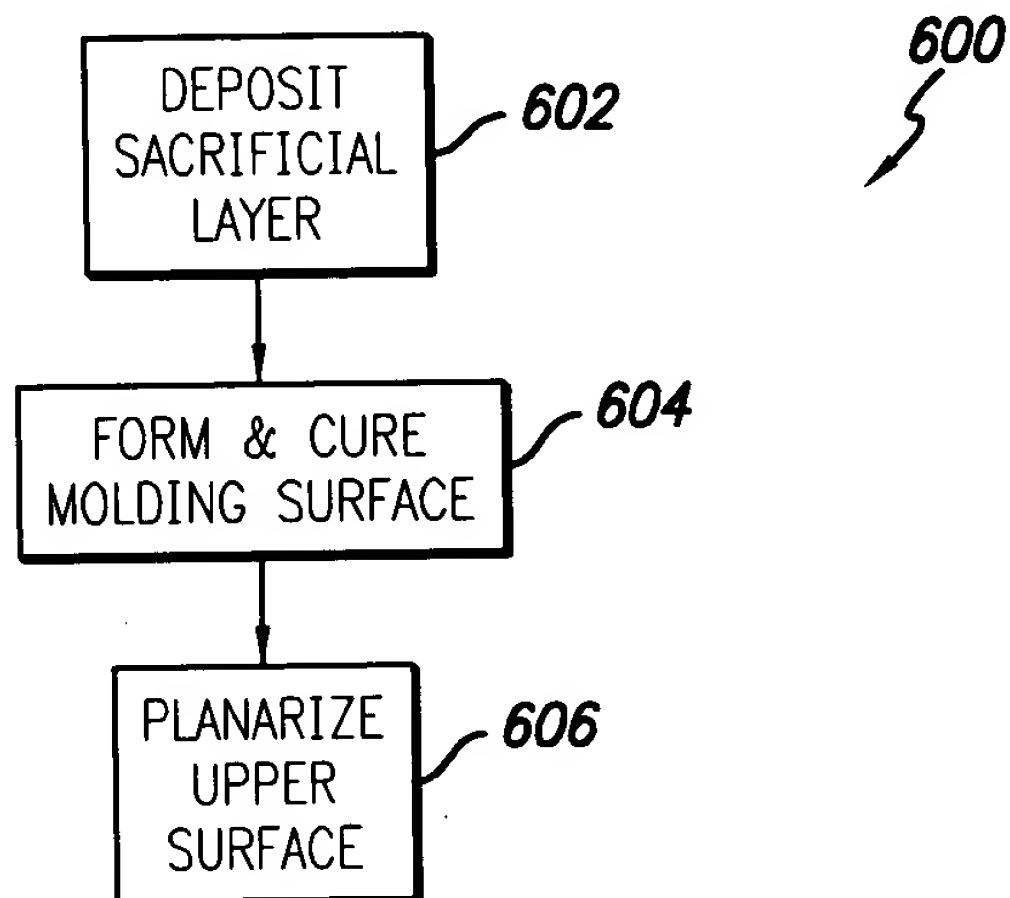 600
DEPOSIT
SACRIFICIAL
LAYER
602
FORM & CURE
MOLDING SURFACE
604
PLANARIZE
UPPER
SURFACE
606